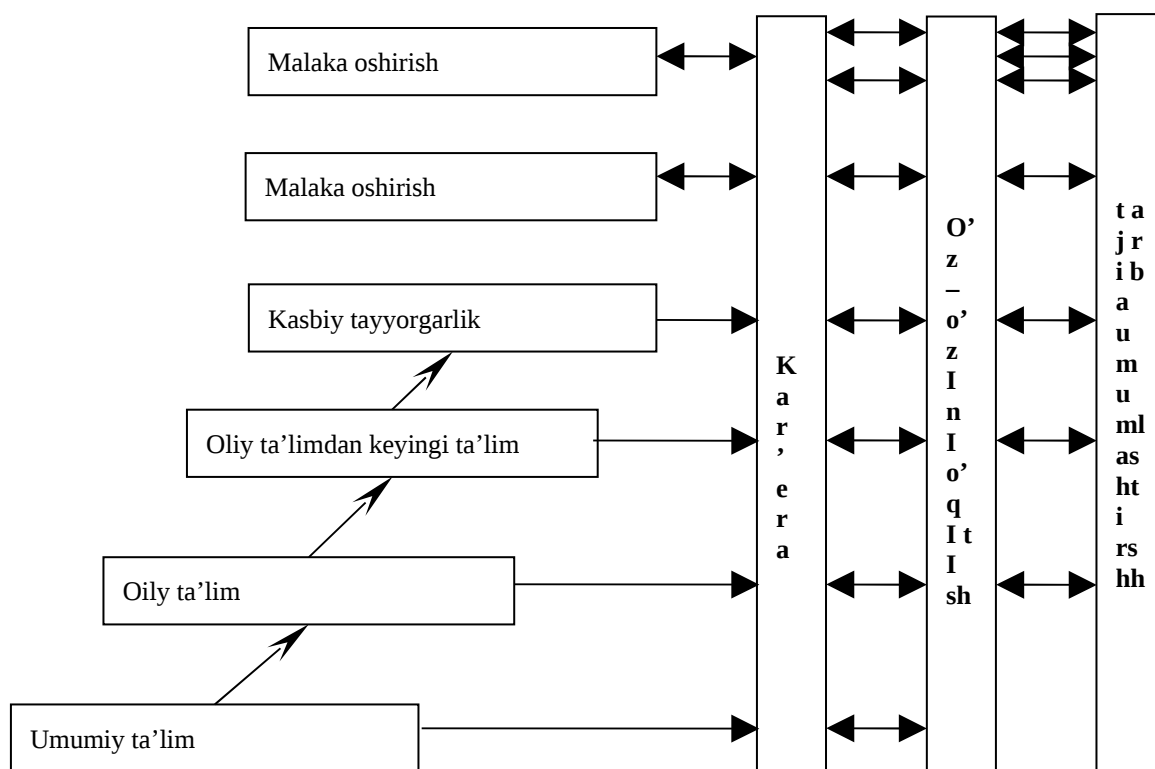 Malaka oshirish
Malaka oshirish
Kasbiy tayyorgarlik
Oliy ta’limdan keyingi ta’lim
Oily ta’lim
Umumiy ta’lim
K
a
r
’
e
r
a
O’
z
–
o’
z
I
n
I
o’
q
I t
I
sh
t a
j r
i b
a
u
m
u
ml
as
ht
i
rs
hh